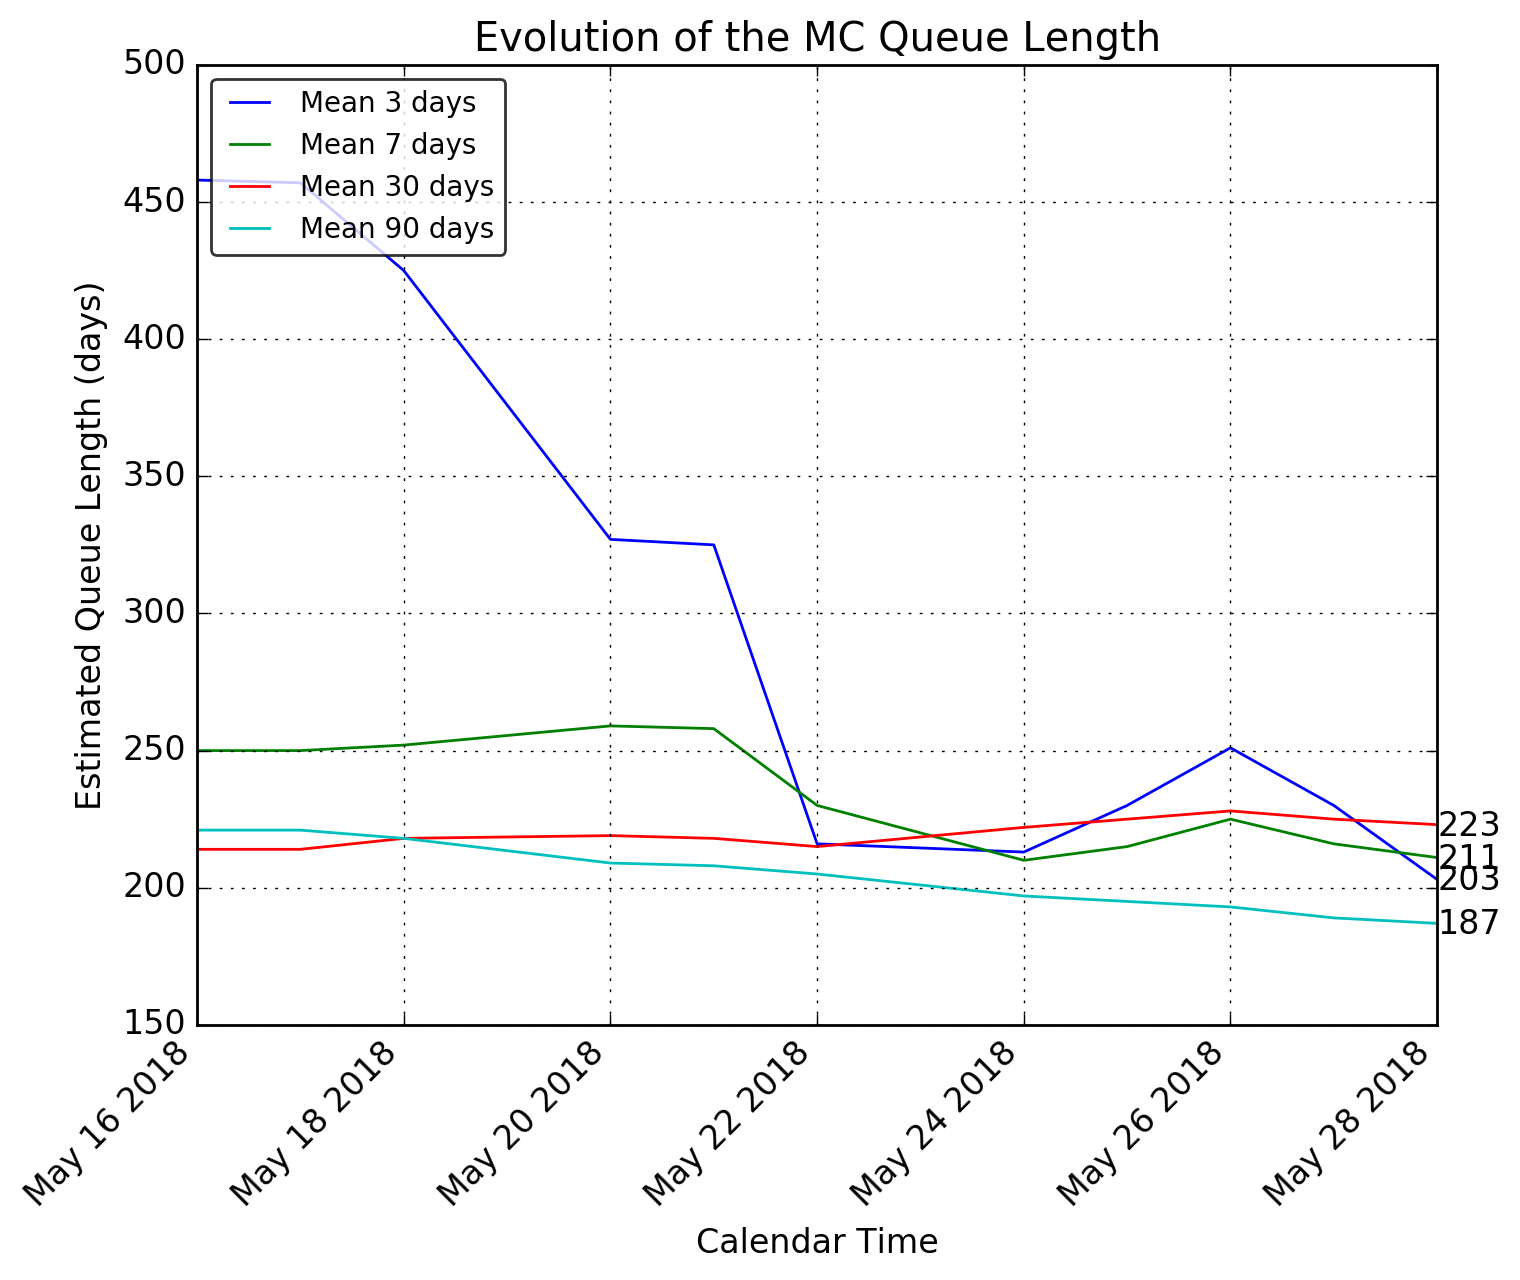 Evolution of the MC Queue Length
Mean 3 days
Mean 7 days
Mean 30 days
Mean 90 days
Estimated Queue Length (days)
500
450
400
350
300
250
200
150
223
211
203
187
May 16 2018
May 18 2018
May 20 2018
May 22 2018
May 24 2018
May 26 2018
May 28 2018
Calendar Time